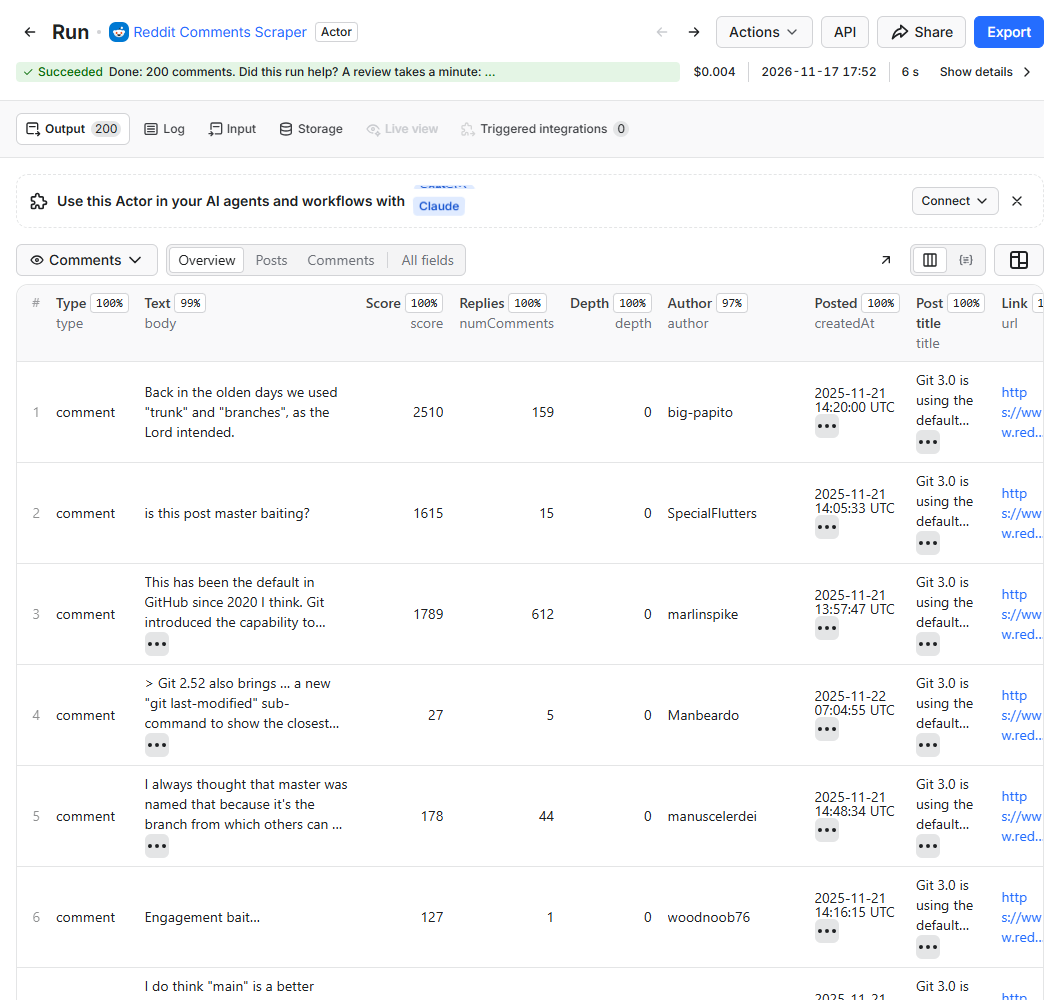 Run Reddit Comments Scraper Actor Actions API Share Export
Succeeded Done: 200 comments. Did this run help? A review takes a minute: ... $0.004 2026-11-17 17:52 6 s Show details
Output 200 Log Input Storage Live view Triggered integrations 0
Use this Actor in your AI agents and workflows with Claude Connect
Comments Overview Posts Comments All fields
# Type 100% Text 99% Score 100% Replies 100% Depth 100% Author 97% Posted 100% Post 100% Link
type body score numComments depth author createdAt title url
title
1 comment Back in the olden days we used
"trunk" and "branches", as the
Lord intended. 2510 159 0 big-papito 2025-11-21
14:20:00 UTC
Git 3.0 is
using the
default...
http
s://ww
w.red...
2 comment is this post master baiting? 1615 15 0 SpecialFlutters 2025-11-21
14:05:33 UTC
Git 3.0 is
using the
default...
http
s://ww
w.red...
3 comment This has been the default in
GitHub since 2020 I think. Git
introduced the capability to...
1789 612 0 marlinspike 2025-11-21
13:57:47 UTC
Git 3.0 is
using the
default...
http
s://ww
w.red...
4 comment > Git 2.52 also brings ... a new
"git last-modified" sub-
command to show the closest...
27 5 0 Manbeardo 2025-11-22
07:04:55 UTC
Git 3.0 is
using the
default...
http
s://ww
w.red...
5 comment I always thought that master was
named that because it's the
branch from which others can ...
178 44 0 manuscelerdei 2025-11-21
14:48:34 UTC
Git 3.0 is
using the
default...
http
s://ww
w.red...
6 comment Engagement bait... 127 1 0 woodnoob76 2025-11-21
14:16:15 UTC
Git 3.0 is
using the
default...
http
s://ww
w.red...
I do think "main" is a better
Git 3.0 is